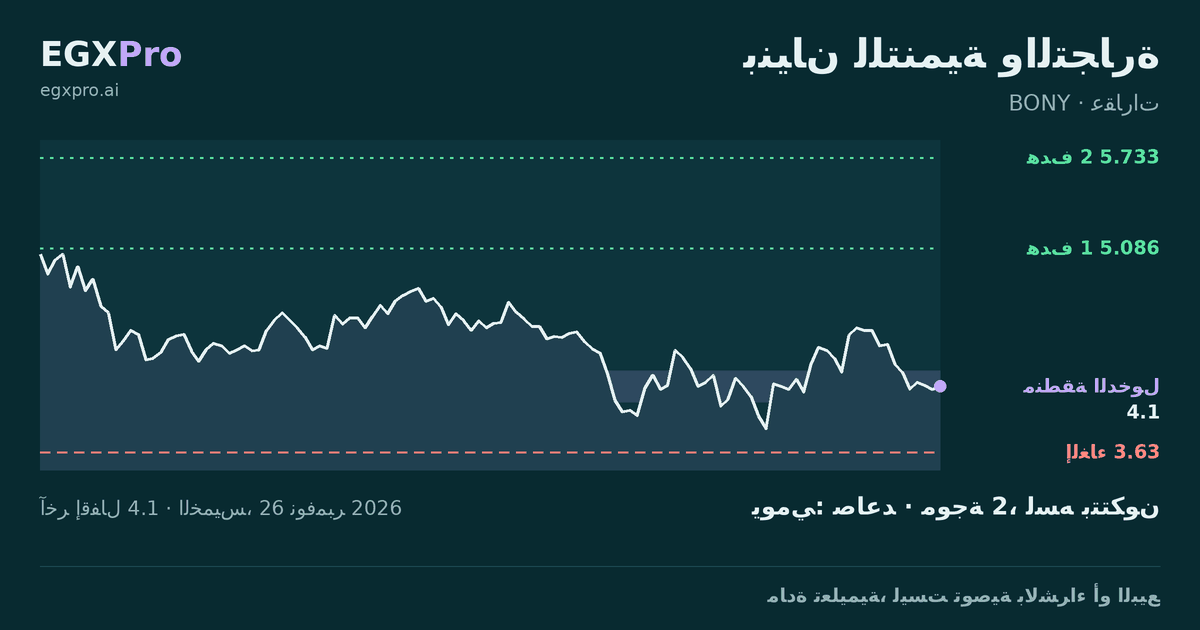 EGXPro
egxpro.ai
بنيان للتنمية والتجارة
BONY · عقارات
هدف 2 5.733
هدف 1 5.086
منطقة الدخول
4.1
إلغاء 3.63
آخر إقفال 4.1 · الخميس، 26 نوفمبر 2026
يومي: صاعد · موجة 2، لسه بتتكون
مادة تعليمية، ليست توصية بالشراء أو البيع